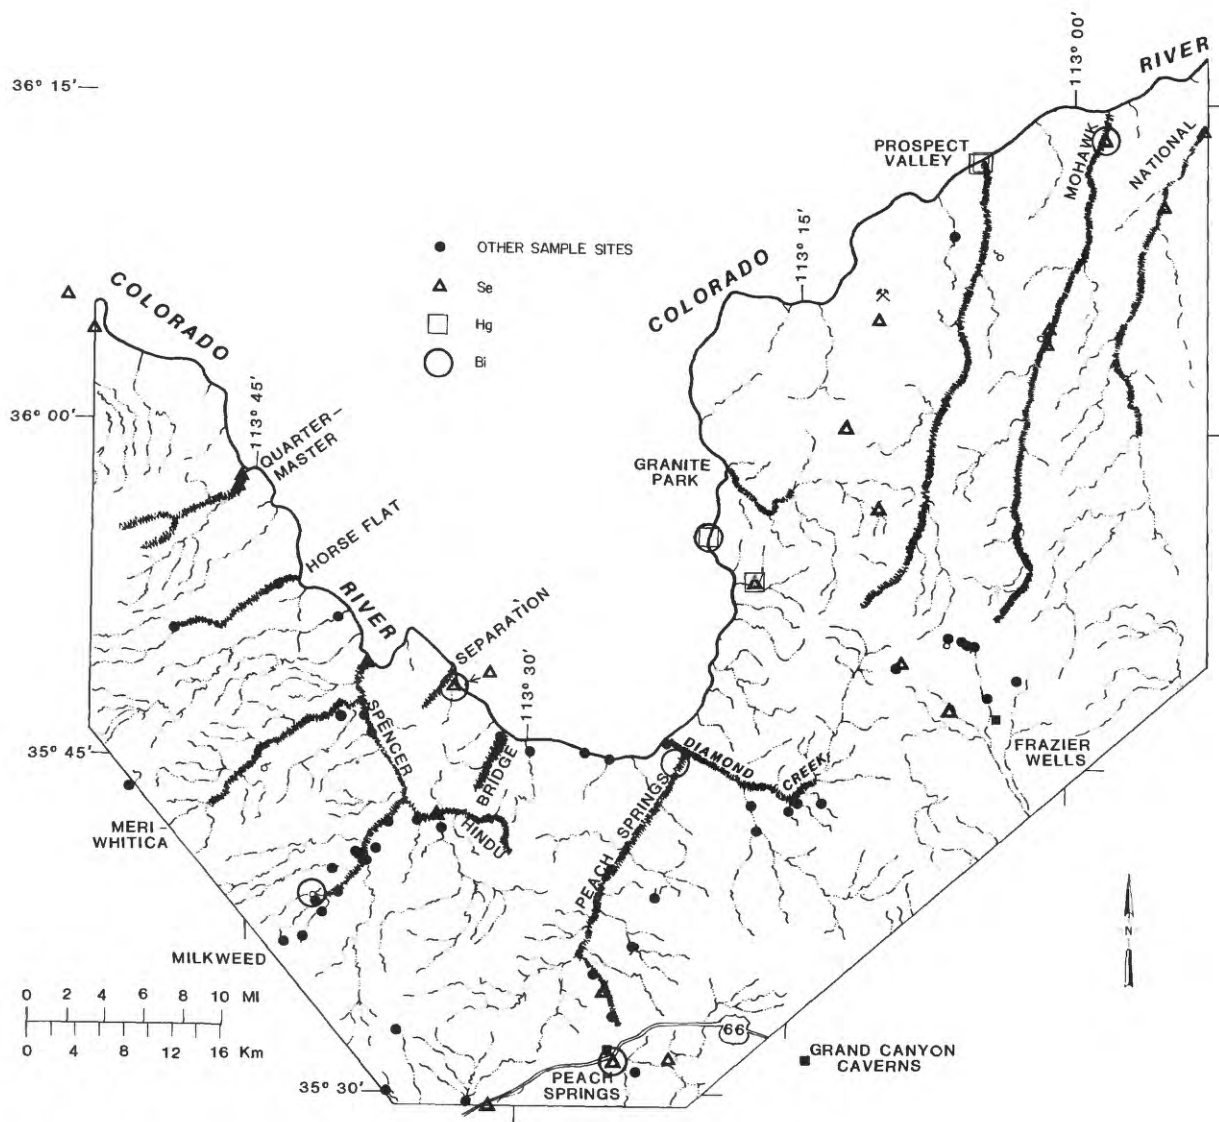 113° 00'
RIVER
36° 15'
PROSPECT
VALLEY
MOHAWK
NATIONAL
OTHER SAMPLE SITES
Se
Hg
Bi
113° 15'
COLORADO
COLORADO
113° 45'
36° 00'
QUARTER-
MASTER
GRANITE
PARK
HORSE FLAT
RIVER
SEPARATION
113° 30'
SPENCER
35° 45'
BRIDGE
DIAMOND
CREEK
FRAZIER
WELLS
MERI-
WHITICA
HINDU
PEACH SPRINGS
MILKWEED
N
0 2 4 6 8 10 MI
0 4 8 12 16 Km
66
GRAND CANYON
CAVERNS
PEACH
SPRINGS
35° 30'